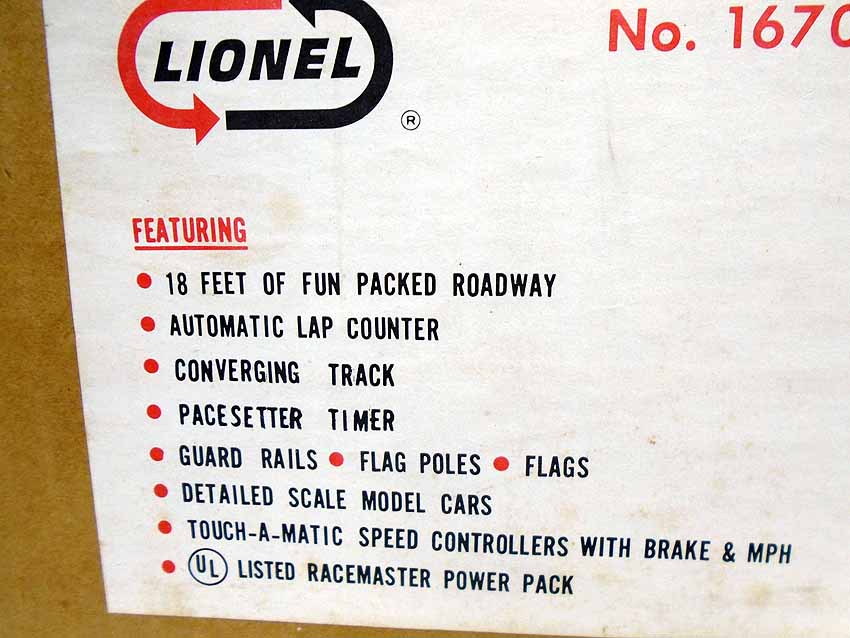 LIONEL
®
No. 1670
FEATURING
• 18 FEET OF FUN PACKED ROADWAY
• AUTOMATIC LAP COUNTER
• CONVERGING TRACK
• PACESETTER TIMER
• GUARD RAILS • FLAG POLES • FLAGS
• DETAILED SCALE MODEL CARS
• TOUCH-A-MATIC SPEED CONTROLLERS WITH BRAKE & MPH
• UL LISTED RACEMASTER POWER PACK